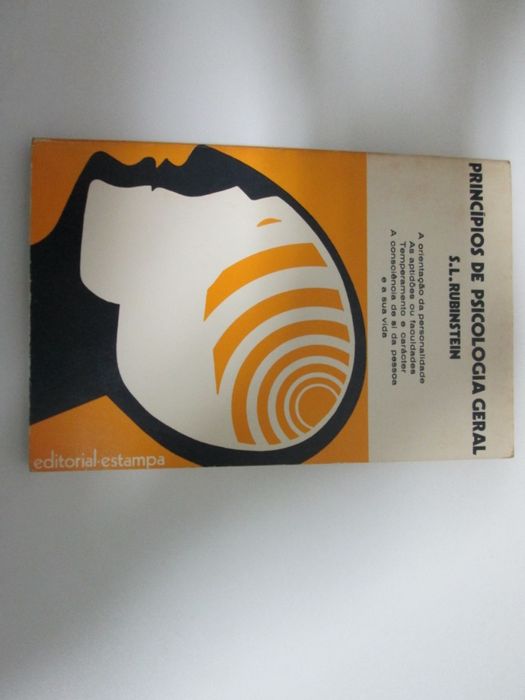 PRINCÍPIOS DE PSICOLOGIA GERAL
S.L.RUBINSTEIN
A orientação da personalidade
As aptidões ou faculdades
Temperamento e carácter
A consciência de si da pessoa
e a sua vida
editorial-estampa